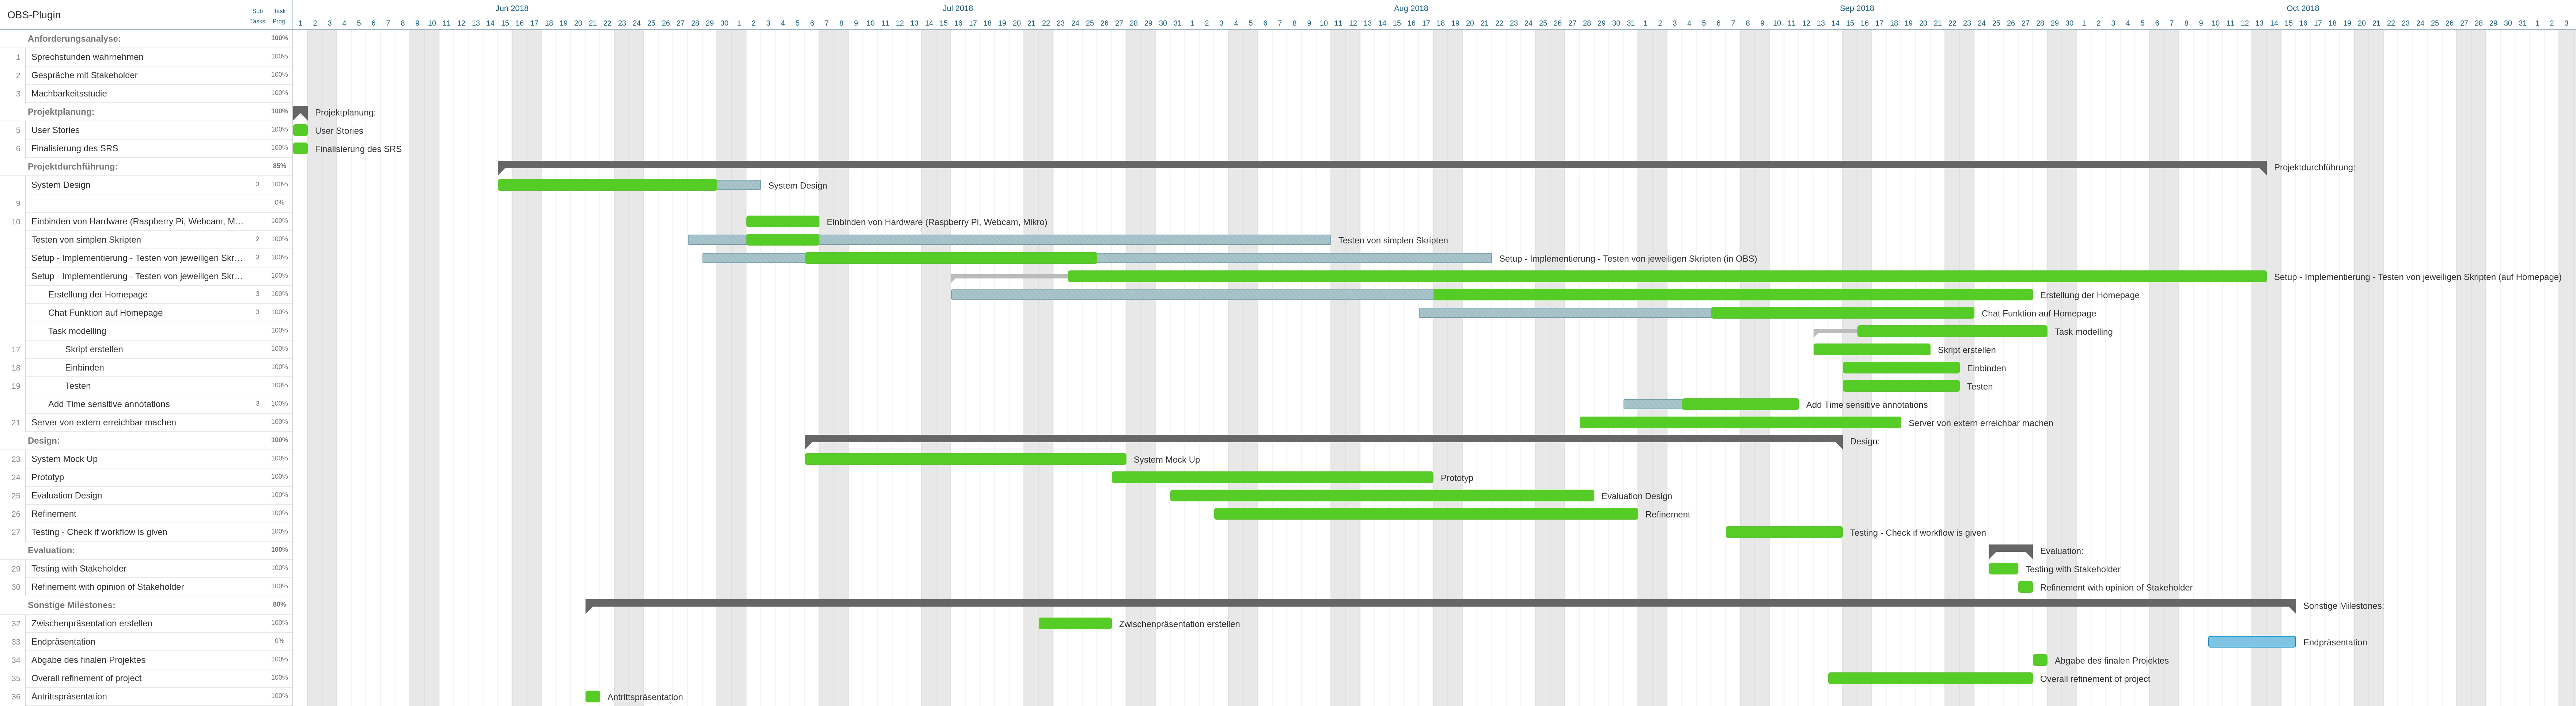 OBS-Plugin Sub Tasks Task Prog. Jun 2018 Jul 2018 Aug 2018 Sep 2018 Oct 2018
1 2 3 4 5 6 7 8 9 10 11 12 13 14 15 16 17 18 19 20 21 22 23 24 25 26 27 28 29 30 1 2 3 4 5 6 7 8 9 10 11 12 13 14 15 16 17 18 19 20 21 22 23 24 25 26 27 28 29 30 31 1 2 3 4 5 6 7 8 9 10 11 12 13 14 15 16 17 18 19 20 21 22 23 24 25 26 27 28 29 30 31 1 2 3 4 5 6 7 8 9 10 11 12 13 14 15 16 17 18 19 20 21 22 23 24 25 26 27 28 29 30 1 2 3 4 5 6 7 8 9 10 11 12 13 14 15 16 17 18 19 20 21 22 23 24 25 26 27 28 29 30 31 1 2 3
Anforderungsanalyse: 100%
1 Sprechstunden wahrnehmen 100%
2 Gespräche mit Stakeholder 100%
3 Machbarkeitsstudie 100%
Projektplanung: 100% Projektplanung:
5 User Stories 100% User Stories
6 Finalisierung des SRS 100% Finalisierung des SRS
Projektdurchführung: 85% Projektdurchführung:
System Design 3 100% System Design
9 0%
10 Einbinden von Hardware (Raspberry Pi, Webcam, M… 100% Einbinden von Hardware (Raspberry Pi, Webcam, Mikro)
Testen von simplen Skripten 2 100% Testen von simplen Skripten
Setup - Implementierung - Testen von jeweiligen Skr… 3 100% Setup - Implementierung - Testen von jeweiligen Skripten (in OBS)
Setup - Implementierung - Testen von jeweiligen Skr… 100% Setup - Implementierung - Testen von jeweiligen Skripten (auf Homepage)
Erstellung der Homepage 3 100% Erstellung der Homepage
Chat Funktion auf Homepage 3 100% Chat Funktion auf Homepage
Task modelling 100% Task modelling
17 Skript erstellen 100% Skript erstellen
18 Einbinden 100% Einbinden
19 Testen 100% Testen
Add Time sensitive annotations 3 100% Add Time sensitive annotations
21 Server von extern erreichbar machen 100% Server von extern erreichbar machen
Design: 100% Design:
23 System Mock Up 100% System Mock Up
24 Prototyp 100% Prototyp
25 Evaluation Design 100% Evaluation Design
26 Refinement 100% Refinement
27 Testing - Check if workflow is given 100% Testing - Check if workflow is given
Evaluation: 100% Evaluation:
29 Testing with Stakeholder 100% Testing with Stakeholder
30 Refinement with opinion of Stakeholder 100% Refinement with opinion of Stakeholder
Sonstige Milestones: 80% Sonstige Milestones:
32 Zwischenpräsentation erstellen 100% Zwischenpräsentation erstellen
33 Endpräsentation 0% Endpräsentation
34 Abgabe des finalen Projektes 100% Abgabe des finalen Projektes
35 Overall refinement of project 100% Overall refinement of project
36 Antrittspräsentation 100% Antrittspräsentation